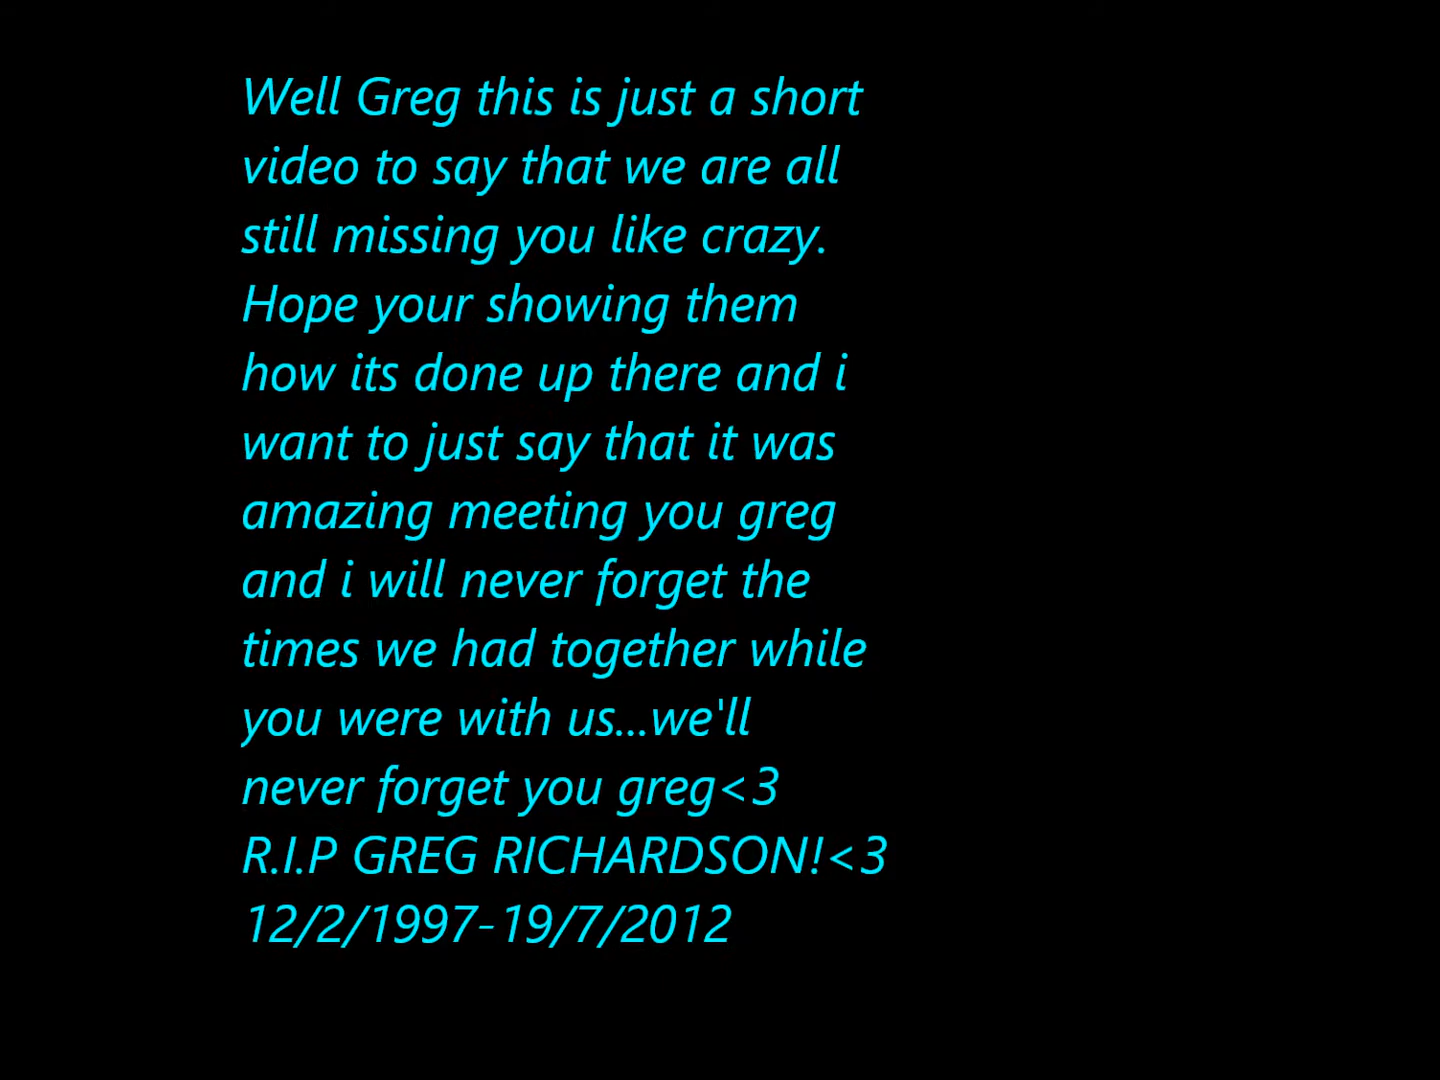 Well Greg this is just a short
video to say that we are all
still missing you like crazy.
Hope your showing them
how its done up there and i
want to just say that it was
amazing meeting you greg
and i will never forget the
times we had together while
you were with us...we'll
never forget you greg<3
R.I.P GREG RICHARDSON!<3
12/2/1997-19/7/2012